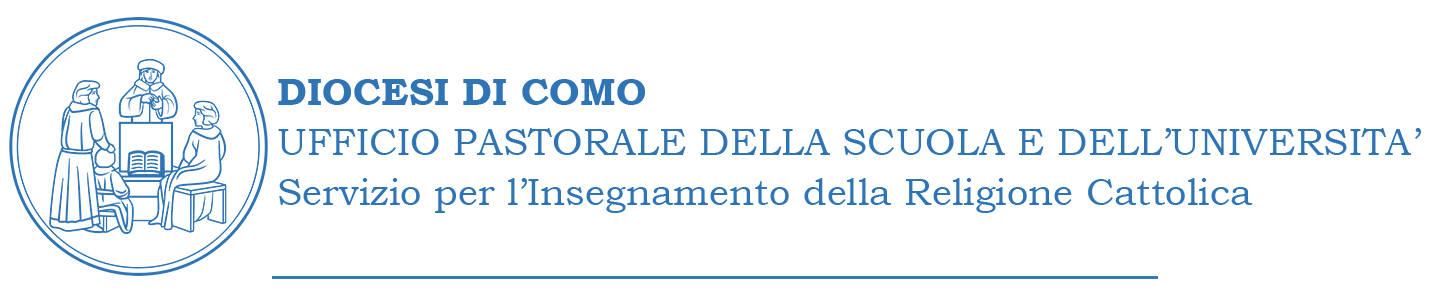 DIOCESI DI COMO
UFFICIO PASTORALE DELLA SCUOLA E DELL’UNIVERSITA’
Servizio per l’Insegnamento della Religione Cattolica